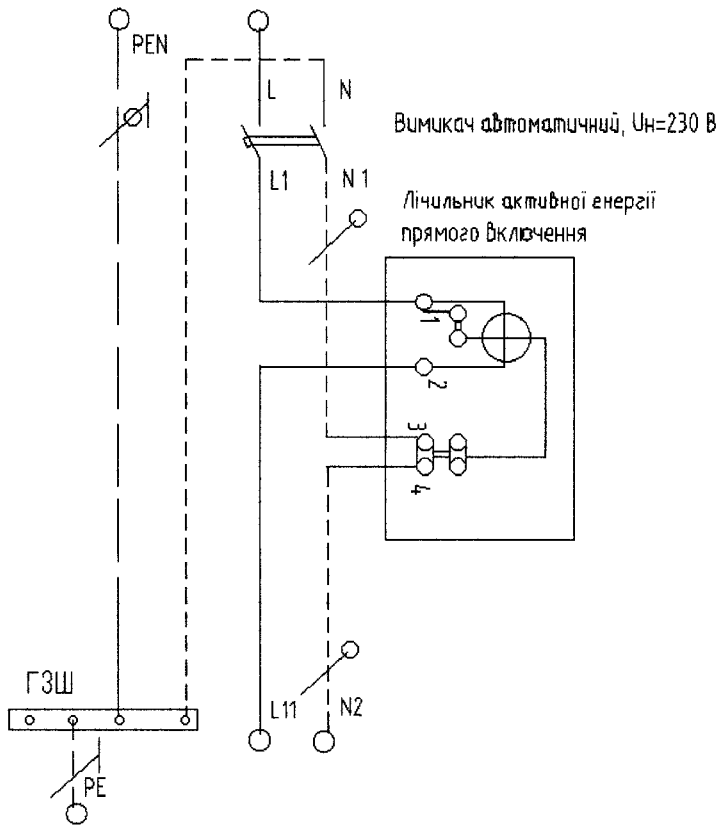 PEN
L
N
Вимикач автоматичний, Uн=230 В
L1
N1
Лічильник активної енергії
прямого включення
1
2
3
4
ГЗШ
L11
N2
PE